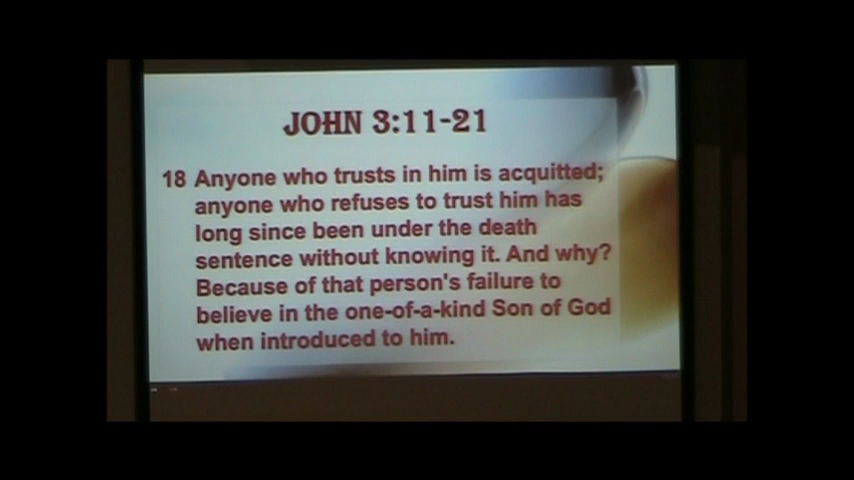 JOHN 3:11-21
18 Anyone who trusts in him is acquitted;
anyone who refuses to trust him has
long since been under the death
sentence without knowing it. And why?
Because of that person's failure to
believe in the one-of-a-kind Son of God
when introduced to him.